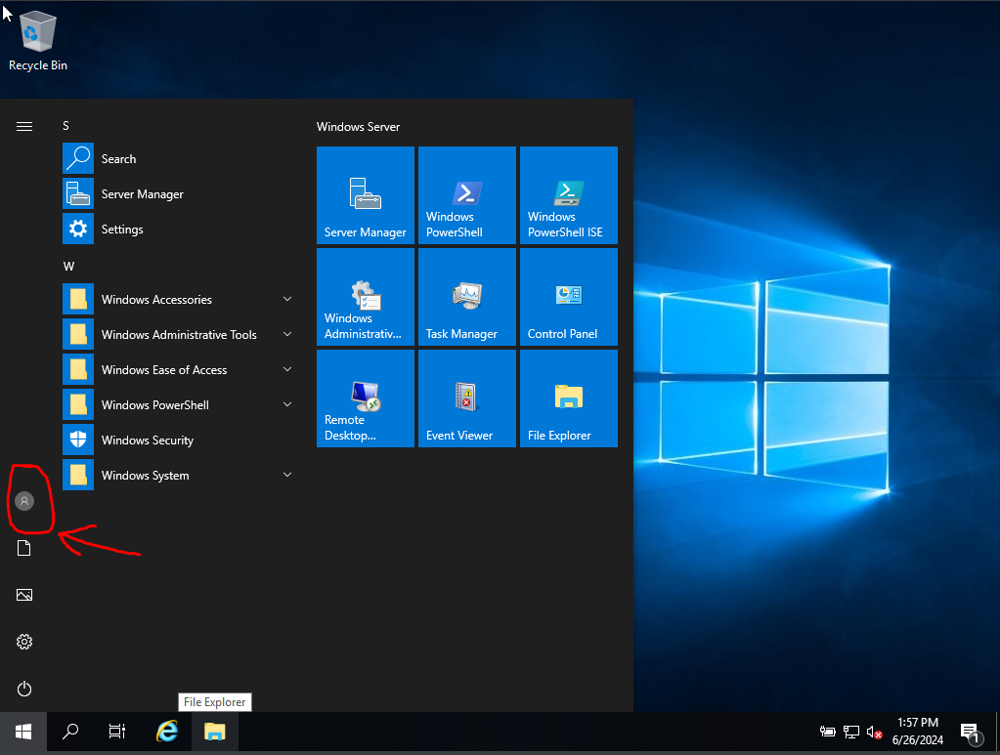 Recycle Bin
S
Search
Server Manager
Settings
W
Windows Accessories
Windows Administrative Tools
Windows Ease of Access
Windows PowerShell
Windows Security
Windows System
Windows Server
Server Manager
Windows
PowerShell
Windows
PowerShell ISE
Windows
Administrativ...
Task Manager
Control Panel
Remote
Desktop...
Event Viewer
File Explorer
File Explorer
1:57 PM
6/26/2024
1